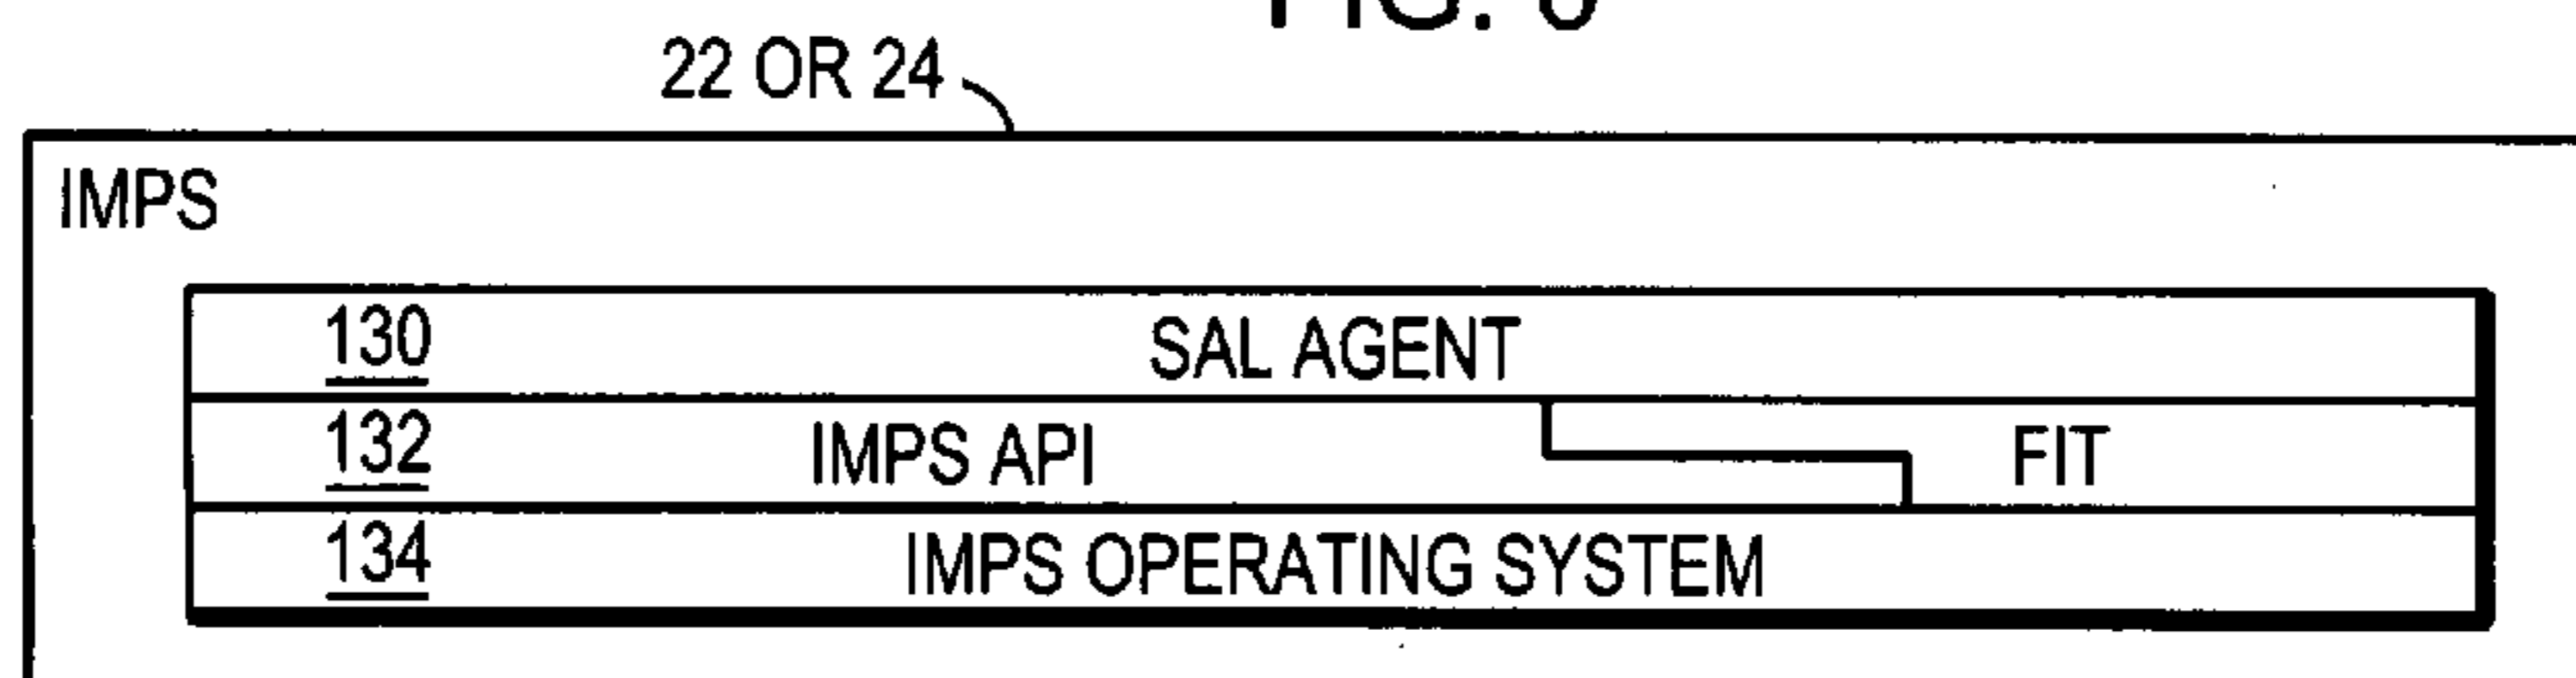 22 OR 24
IMPS
130 SAL AGENT
132 IMPS API FIT
134 IMPS OPERATING SYSTEM